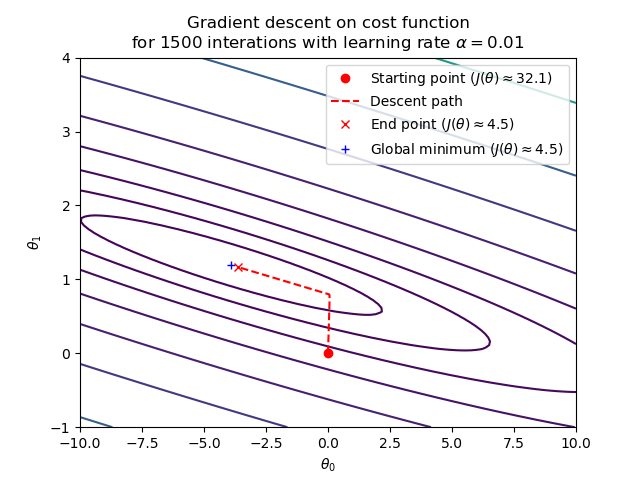 Gradient descent on cost function
for 1500 interations with learning rate α = 0.01
Starting point (J(θ) ≈ 32.1)
Descent path
End point (J(θ) ≈ 4.5)
Global minimum (J(θ) ≈ 4.5)
4
3
2
1
0
−1
θ₁
−10.0 −7.5 −5.0 −2.5 0.0 2.5 5.0 7.5 10.0
θ₀